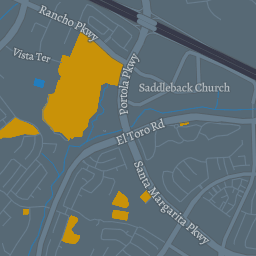 Rancho Pkwy
Vista Ter
Portola Pkwy
Saddleback Church
El Toro Rd
Santa Margarita Pkwy